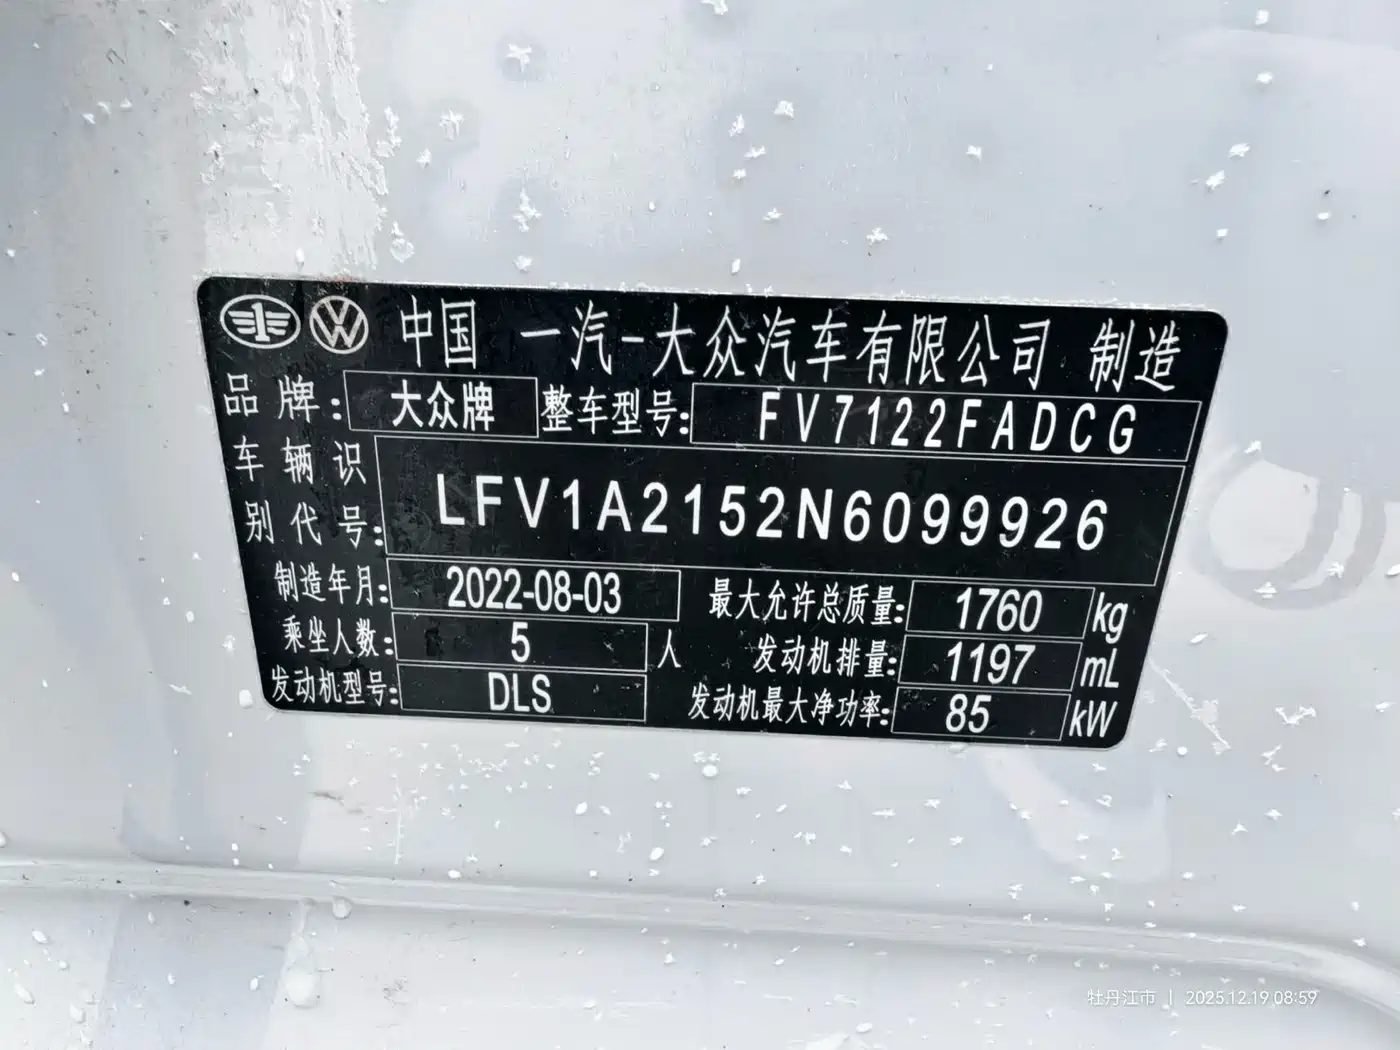 中国 一汽-大众汽车有限公司 制造
品牌: 大众牌 整车型号: FV7122FADCG
车辆识别代号: LFV1A2152N6099926
制造年月: 2022-08-03 最大允许总质量: 1760 kg
乘坐人数: 5 人 发动机排量: 1197 mL
发动机型号: DLS 发动机最大净功率: 85 kW
牡丹江市 | 2025.12.19 08:59